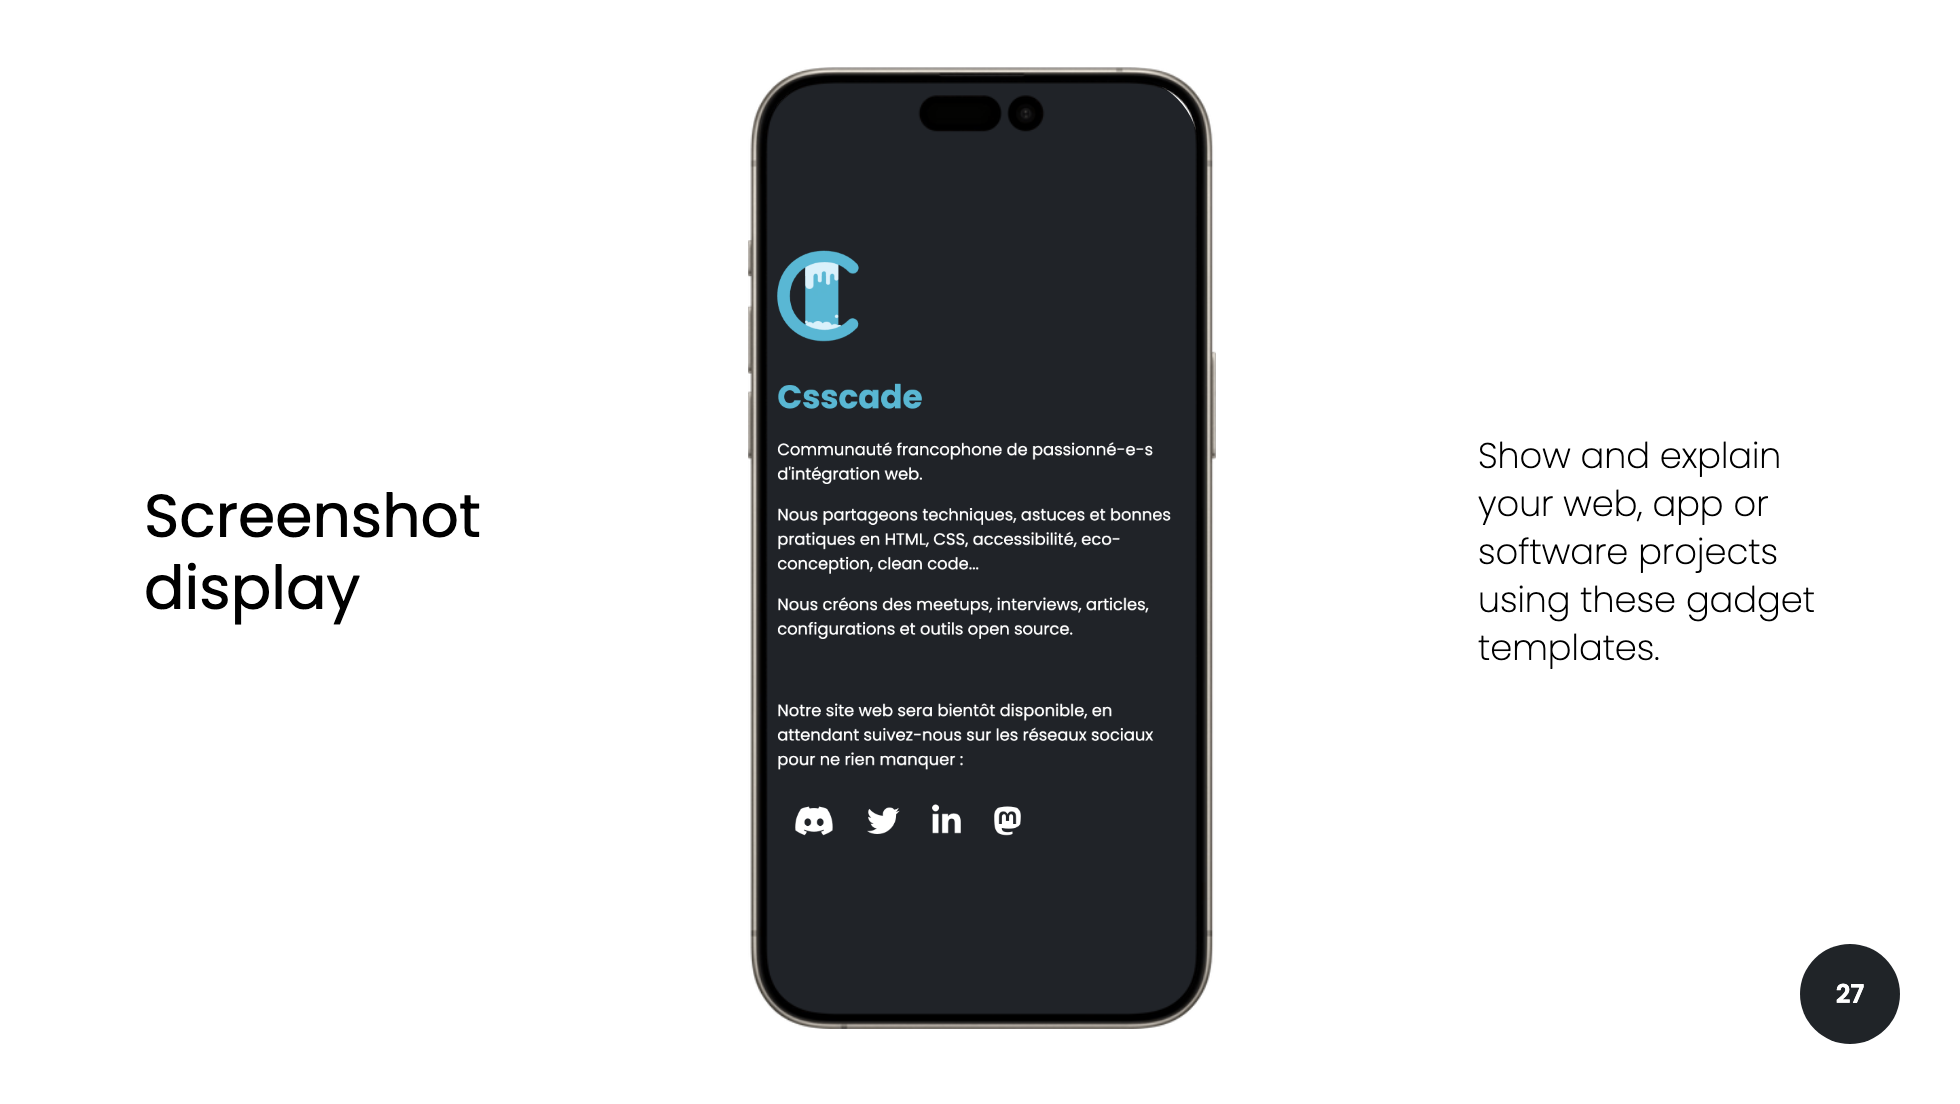 Screenshot
display
Csscade
Communauté francophone de passionné-e-s
d'intégration web.
Nous partageons techniques, astuces et bonnes
pratiques en HTML, CSS, accessibilité, eco-
conception, clean code...
Nous créons des meetups, interviews, articles,
configurations et outils open source.
Notre site web sera bientôt disponible, en
attendant suivez-nous sur les réseaux sociaux
pour ne rien manquer :
Show and explain
your web, app or
software projects
using these gadget
templates.
27